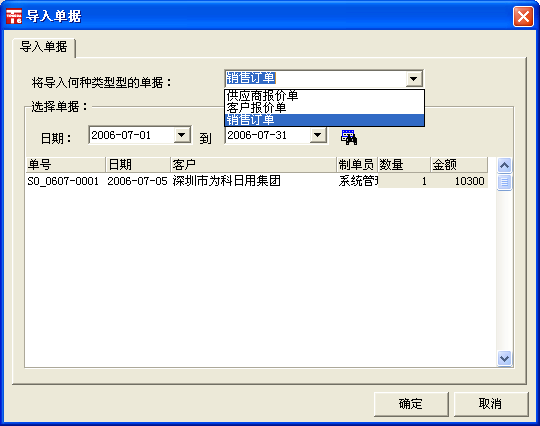 导入单据
导入单据
将导入何种类型型的单据：
销售订单
供应商报价单
客户报价单
销售订单
选择单据：
日期： 2006-07-01 到 2006-07-31
单号 日期 客户 制单员 数量 金额
SO_0607-0001 2006-07-05 深圳市为科日用集团 系统管 1 10300
确定 取消